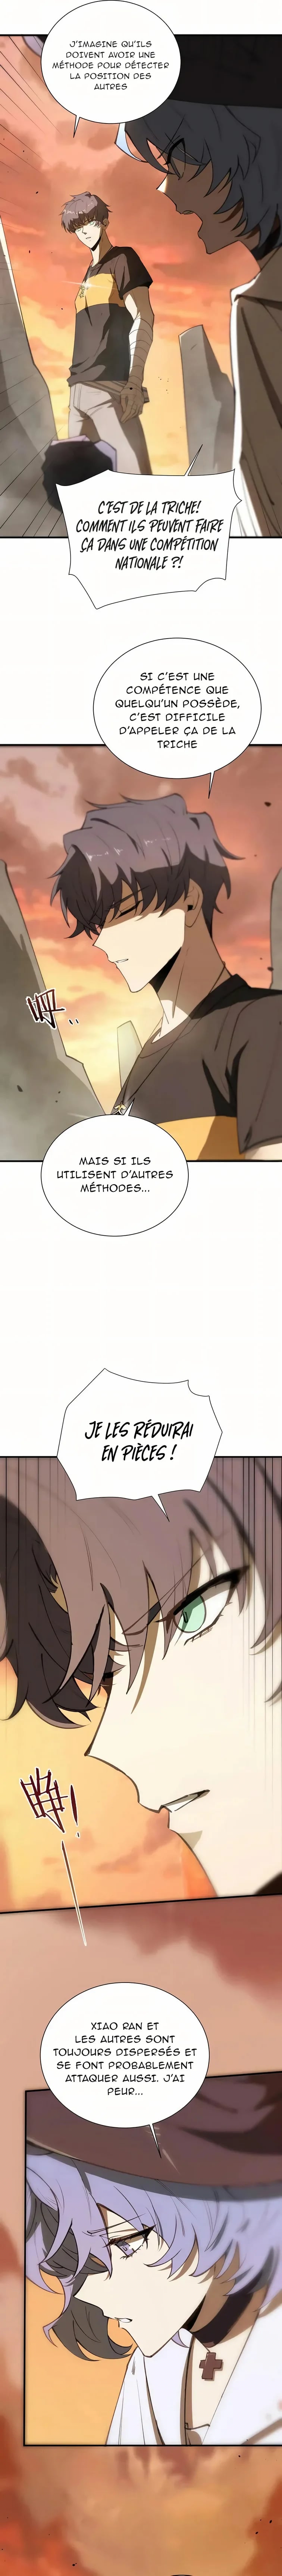 J'IMAGINE QU'ILS
DOIVENT AVOIR UNE
MÉTHODE POUR DÉTECTER
LA POSITION DES
AUTRES
C'EST DE LA TRICHE!
COMMENT ILS PEUVENT FAIRE
ÇA DANS UNE COMPÉTITION
NATIONALE ?!
SI C'EST UNE
COMPÉTENCE QUE
QUELQU'UN POSSÈDE,
C'EST DIFFICILE
D'APPELER ÇA DE LA
TRICHE
呼
MAIS SI ILS
UTILISENT D'AUTRES
MÉTHODES...
JE LES RÉDUIRAI
EN PIÈCES !
睁
XIAO RAN ET
LES AUTRES SONT
TOUJOURS DISPERSÉS ET
SE FONT PROBABLEMENT
ATTAQUER AUSSI. J'AI
PEUR...